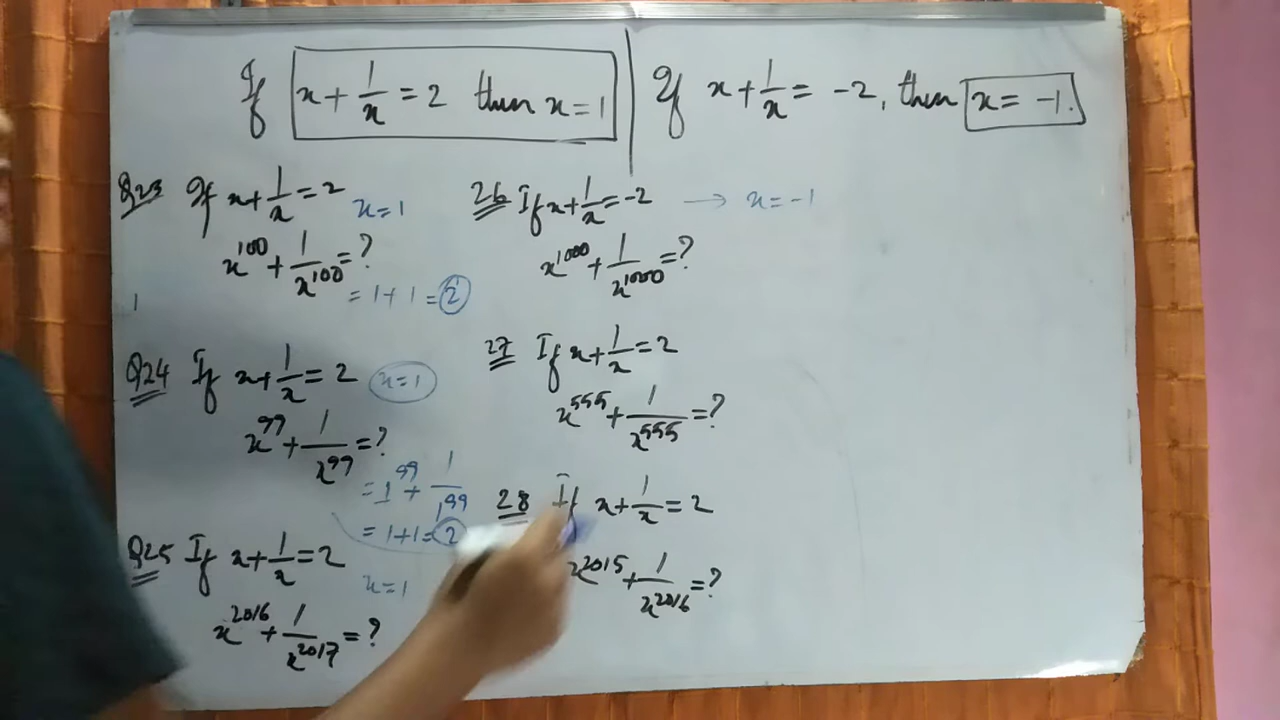 If x + 1/x = 2 then x = 1
If x + 1/x = -2, then x = -1.
Q23 If x + 1/x = 2 x = 1
x^100 + 1/x^100 = ?
= 1 + 1 = 2
1
Q24 If x + 1/x = 2 x = 1
x^99 + 1/x^99 = ?
= 1^99 + 1/1^99
= 1 + 1 = 2
Q25 If x + 1/x = 2
x = 1
x^2016 + 1/x^2017 = ?
26 If x + 1/x = -2 → x = -1
x^1000 + 1/x^1000 = ?
27 If x + 1/x = 2
x^555 + 1/x^555 = ?
28 If x + 1/x = 2
x^2015 + 1/x^2016 = ?